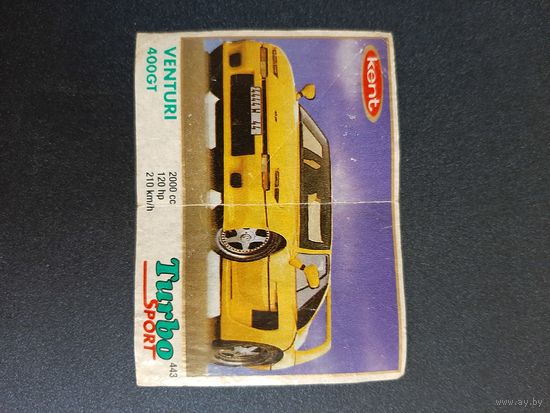 kent
VENTURI
400GT
2000 cc
120 hp
210 km/h
Turbo
SPORT
443
www.ay.by